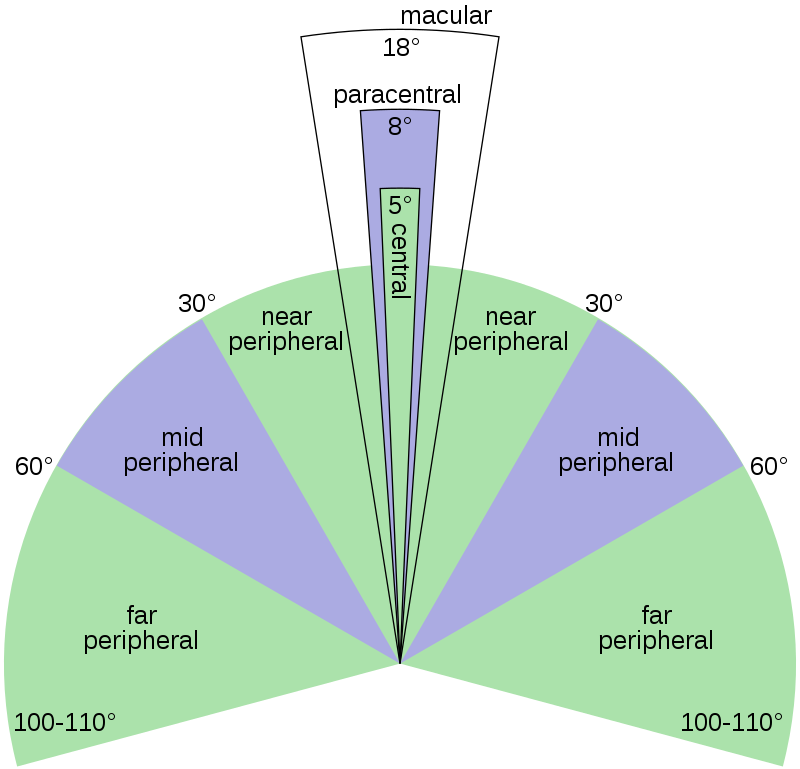 macular
18°
paracentral
8°
5°
central
30°
30°
near
peripheral
near
peripheral
mid
peripheral
mid
peripheral
60°
60°
far
peripheral
far
peripheral
100-110°
100-110°